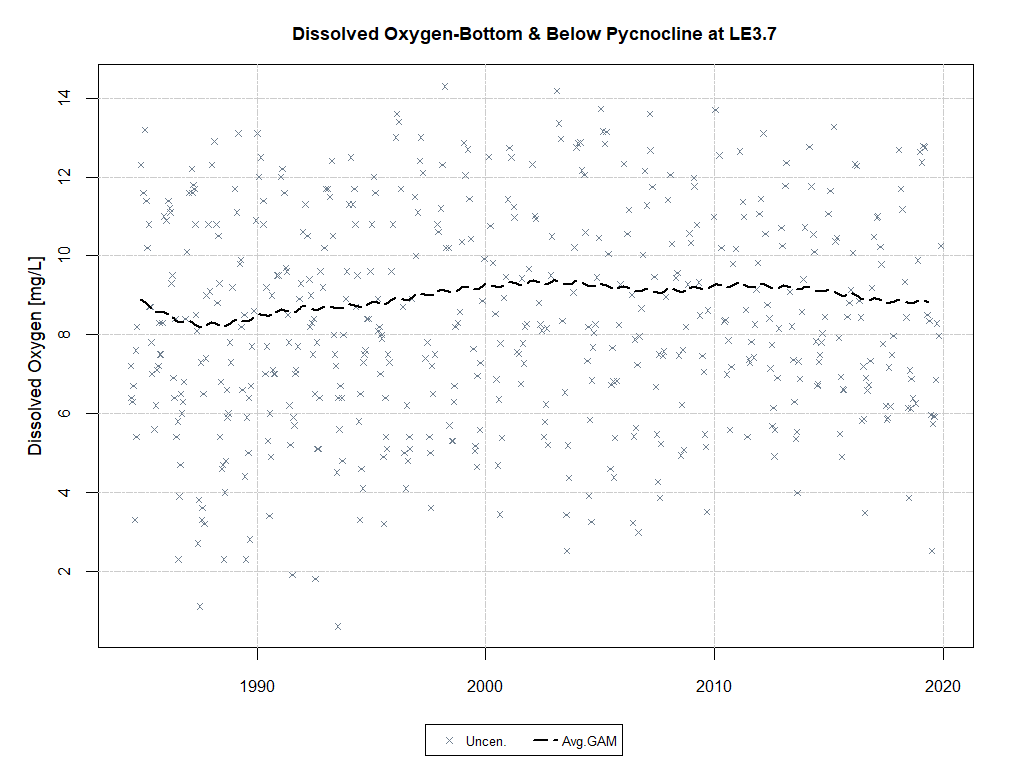 Dissolved Oxygen-Bottom & Below Pycnocline at LE3.7
Dissolved Oxygen [mg/L]
14
12
10
8
6
4
2
1990 2000 2010 2020
Uncen. Avg.GAM